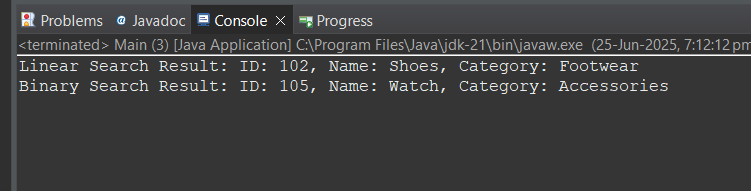 Problems @ Javadoc Console × Progress
<terminated> Main (3) [Java Application] C:\Program Files\Java\jdk-21\bin\javaw.exe (25-Jun-2025, 7:12:12 pm
Linear Search Result: ID: 102, Name: Shoes, Category: Footwear
Binary Search Result: ID: 105, Name: Watch, Category: Accessories